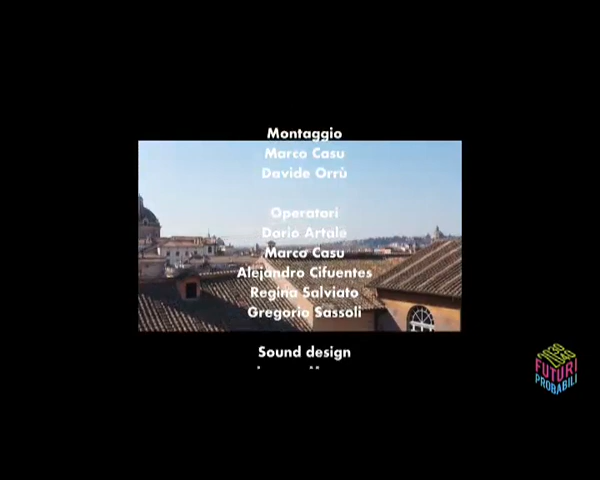 Montaggio
Marco Casu
Davide Orrù
Operatori
Dario Artale
Marco Casu
Alejandro Cifuentes
Regina Salviato
Gregorio Sassoli
Sound design
FUTURI
PROBABILI